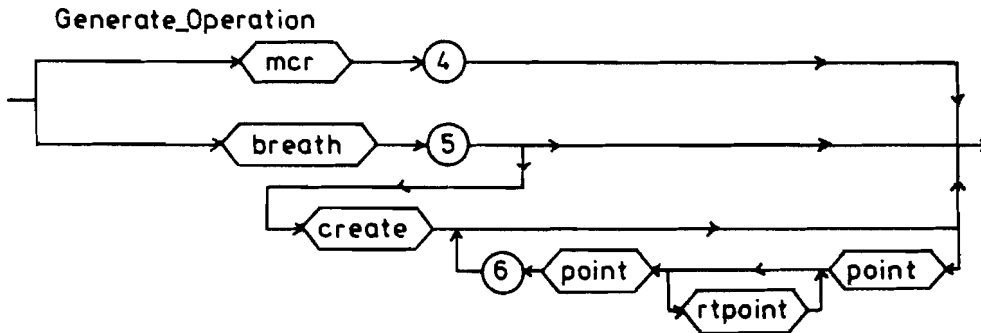 Generate_Operation
mcr 4
breath 5
create
6 point point
rtpoint